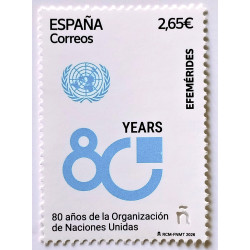 ESPAÑA
Correos
2,65€
EFEMÉRIDES
YEARS
80
80 años de la Organización
de Naciones Unidas
ñ
RCM-FNMT 2025